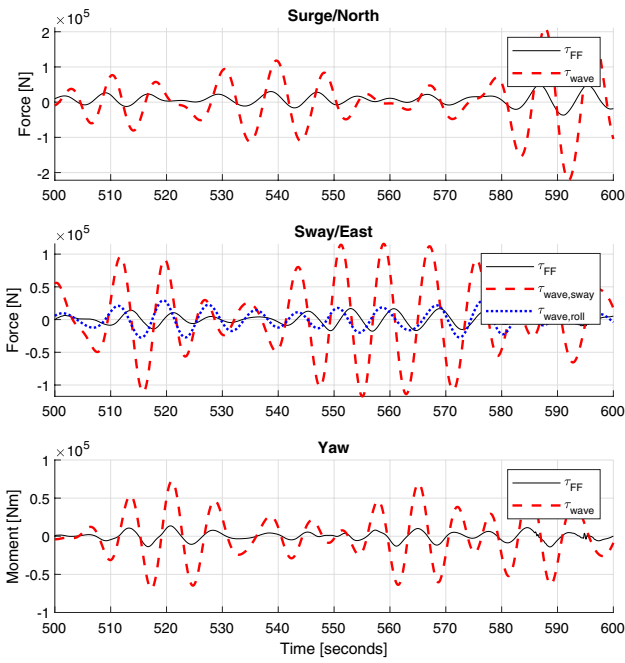 Surge/North
×10^5
Force [N]
2
1
0
-1
-2
τ_FF
τ_wave
500 510 520 530 540 550 560 570 580 590 600
Sway/East
×10^5
Force [N]
1
0.5
0
-0.5
-1
τ_FF
τ_wave,sway
τ_wave,roll
500 510 520 530 540 550 560 570 580 590 600
Yaw
×10^5
Moment [Nm]
1
0.5
0
-0.5
-1
τ_FF
τ_wave
500 510 520 530 540 550 560 570 580 590 600
Time [seconds]